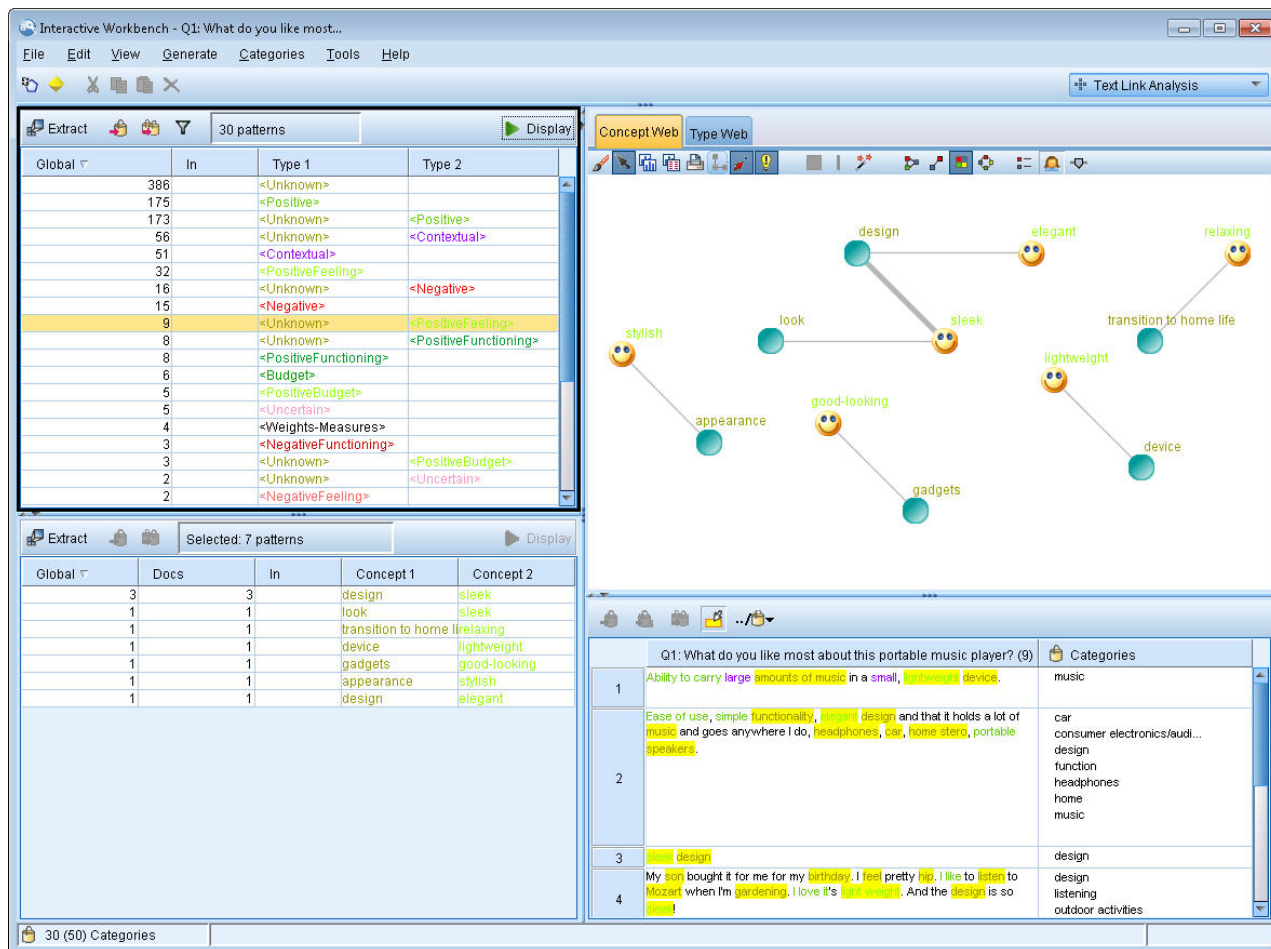 Interactive Workbench - Q1: What do you like most...
File Edit View Generate Categories Tools Help
Text Link Analysis
Extract 30 patterns Display
Global In Type 1 Type 2
386 <Unknown>
175 <Positive>
173 <Unknown> <Positive>
56 <Unknown> <Contextual>
51 <Contextual>
32 <PositiveFeeling>
16 <Unknown> <Negative>
15 <Negative>
9 <Unknown> <PositiveFeeling>
8 <Unknown> <PositiveFunctioning>
8 <PositiveFunctioning>
6 <Budget>
5 <PositiveBudget>
5 <Uncertain>
4 <Weights-Measures>
3 <NegativeFunctioning>
3 <Unknown> <PositiveBudget>
2 <Unknown> <Uncertain>
2 <NegativeFeeling>
Extract Selected: 7 patterns Display
Global Docs In Concept 1 Concept 2
3 3 design sleek
1 1 look sleek
1 1 transition to home li relaxing
1 1 device lightweight
1 1 gadgets good-looking
1 1 appearance stylish
1 1 design elegant
Concept Web Type Web
design elegant relaxing
look sleek transition to home life
stylish
lightweight
good-looking
appearance
device
gadgets
../
Q1: What do you like most about this portable music player? (9) Categories
1 Ability to carry large amounts of music in a small, lightweight device. music
2 Ease of use, simple functionality, elegant design and that it holds a lot of
music and goes anywhere I do, headphones, car, home stero, portable
speakers.
car
consumer electronics/audi...
design
function
headphones
home
music
3 sleek design design
4 My son bought it for me for my birthday. I feel pretty hip. I like to listen to
Mozart when I'm gardening. I love it's light weight. And the design is so
sleek!
design
listening
outdoor activities
30 (50) Categories